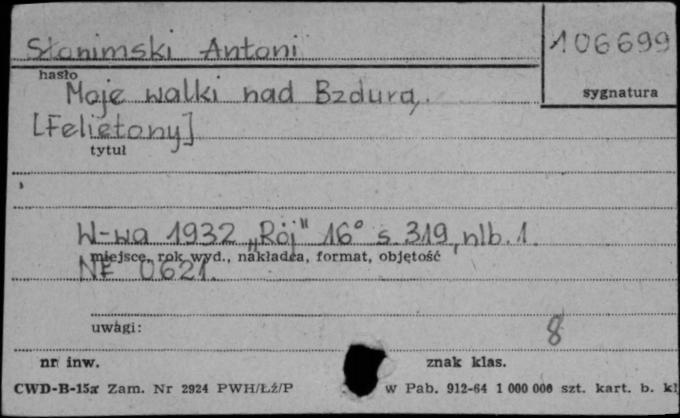 Słonimski Antoni
106699
hasło
sygnatura
Moje walki nad Bzdurą.
[Felietony]
tytuł
W-wa 1932 „Rój" 16° s. 319, nlb. 1.
miejsce, rok wyd., nakładca, format, objętość
NF 0621.
uwagi:
8
nr inw.
znak klas.
CWD-B-15a Zam. Nr 2924 PWH/Łż/P
w Pab. 912-64 1 000 000 szt. kart. b. kl